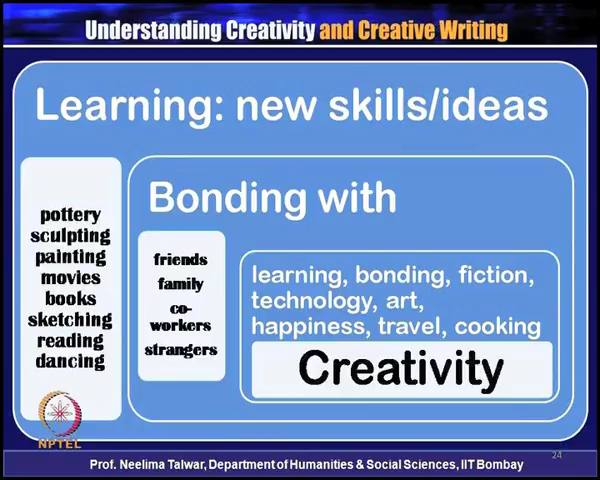 Understanding Creativity and Creative Writing
Learning: new skills/ideas
pottery
sculpting
painting
movies
books
sketching
reading
dancing
Bonding with
friends
family
co-
workers
strangers
learning, bonding, fiction,
technology, art,
happiness, travel, cooking
Creativity
NPTEL
24
Prof. Neelima Talwar, Department of Humanities & Social Sciences, IIT Bombay